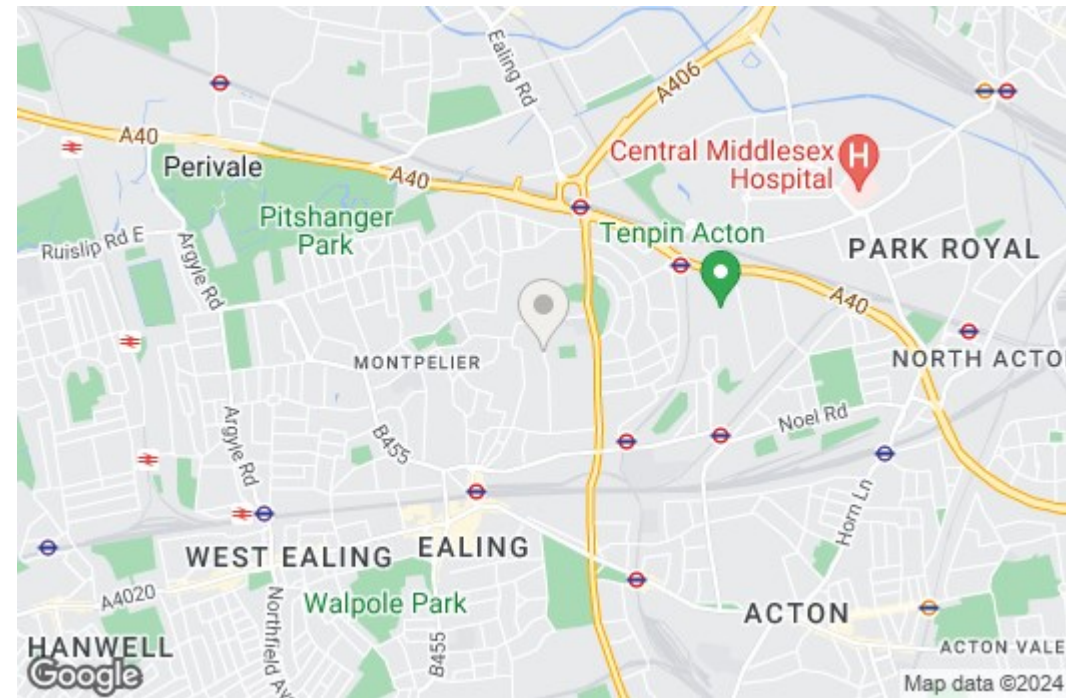 Ealing Rd
A406
A40
Perivale
A40
Central Middlesex
Hospital
H
Pitshanger
Park
Ruislip Rd E
Argyle Rd
Tenpin Acton
PARK ROYAL
A40
MONTPELIER
NORTH ACTO
Argyle Rd
B455
Noel Rd
Horn Ln
WEST EALING
EALING
A4020
Northfield Av
Walpole Park
B455
ACTON
HANWELL
ACTON VALE
Google
Map data ©2024